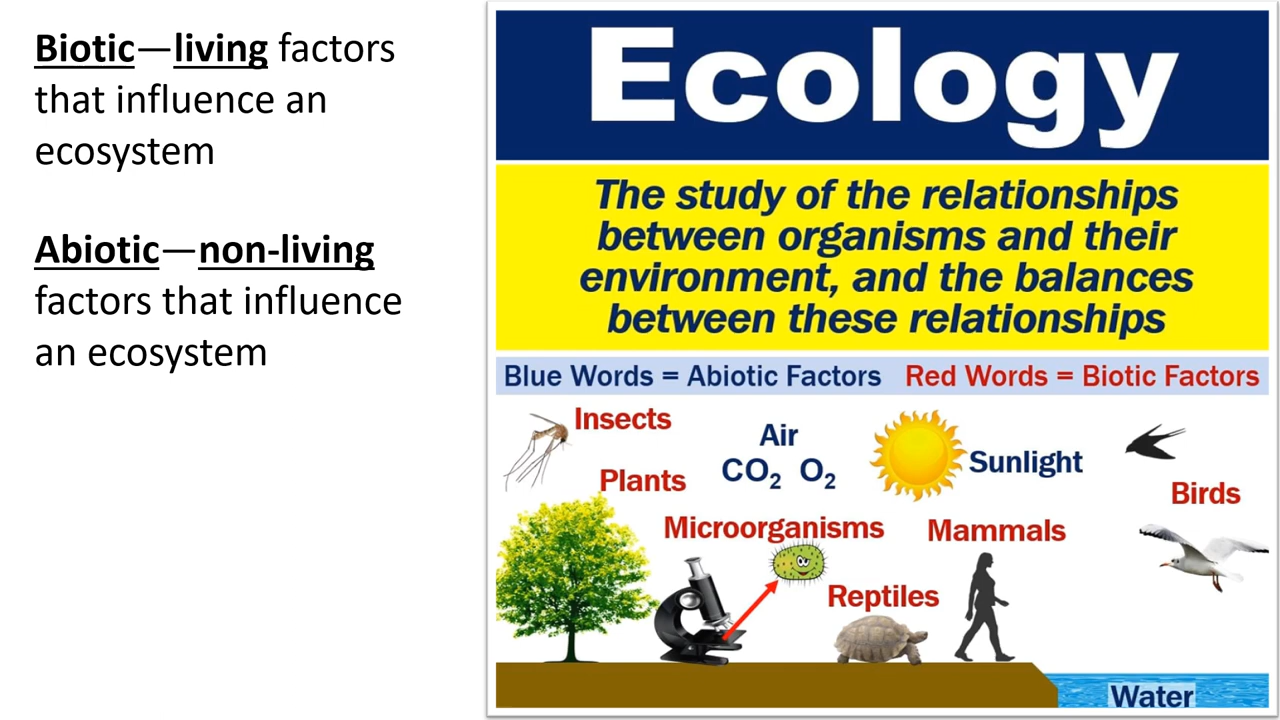 Biotic—living factors
that influence an
ecosystem
Abiotic—non-living
factors that influence
an ecosystem
Ecology
The study of the relationships
between organisms and their
environment, and the balances
between these relationships
Blue Words = Abiotic Factors Red Words = Biotic Factors
Insects
Air
CO₂ O₂
Sunlight
Plants
Birds
Microorganisms
Mammals
Reptiles
Water